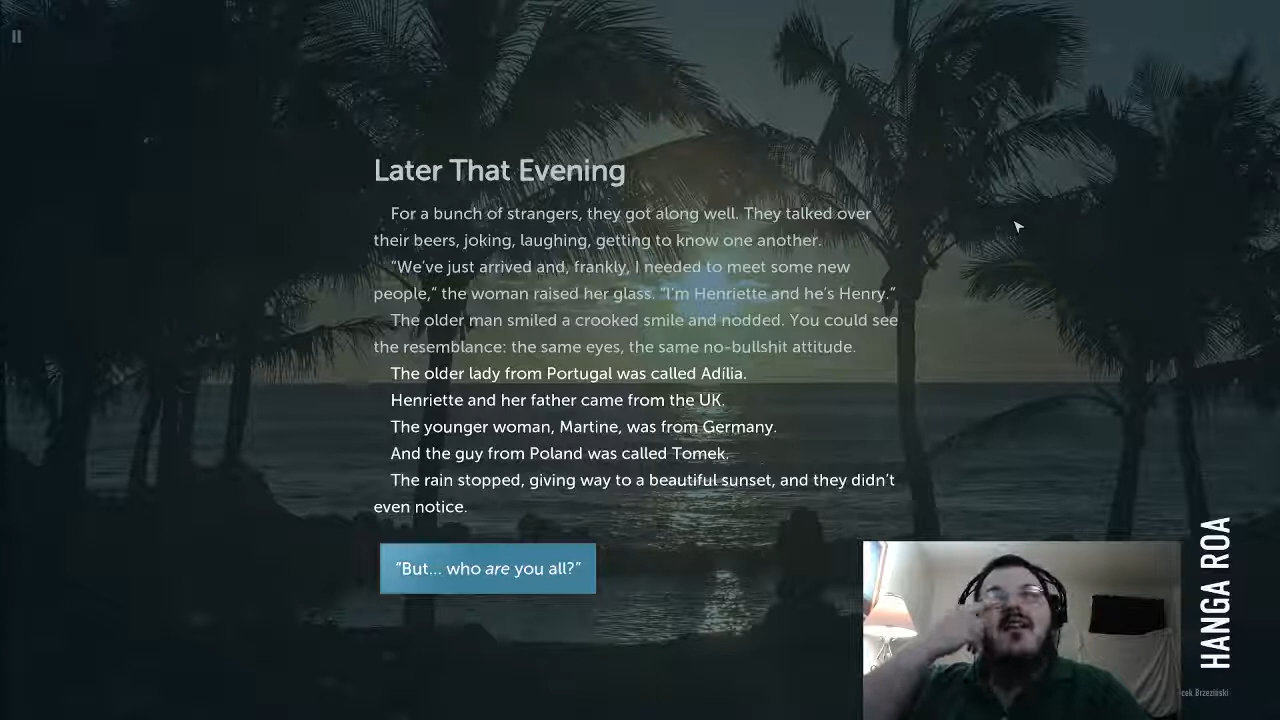 Later That Evening
For a bunch of strangers, they got along well. They talked over
their beers, joking, laughing, getting to know one another.
“We’ve just arrived and, frankly, I needed to meet some new
people,” the woman raised her glass. “I’m Henriette and he’s Henry.”
The older man smiled a crooked smile and nodded. You could see
the resemblance: the same eyes, the same no-bullshit attitude.
The older lady from Portugal was called Adília.
Henriette and her father came from the UK.
The younger woman, Martine, was from Germany.
And the guy from Poland was called Tomek.
The rain stopped, giving way to a beautiful sunset, and they didn’t
even notice.
“But... who are you all?”
HANGA ROA
cek Brzeziński